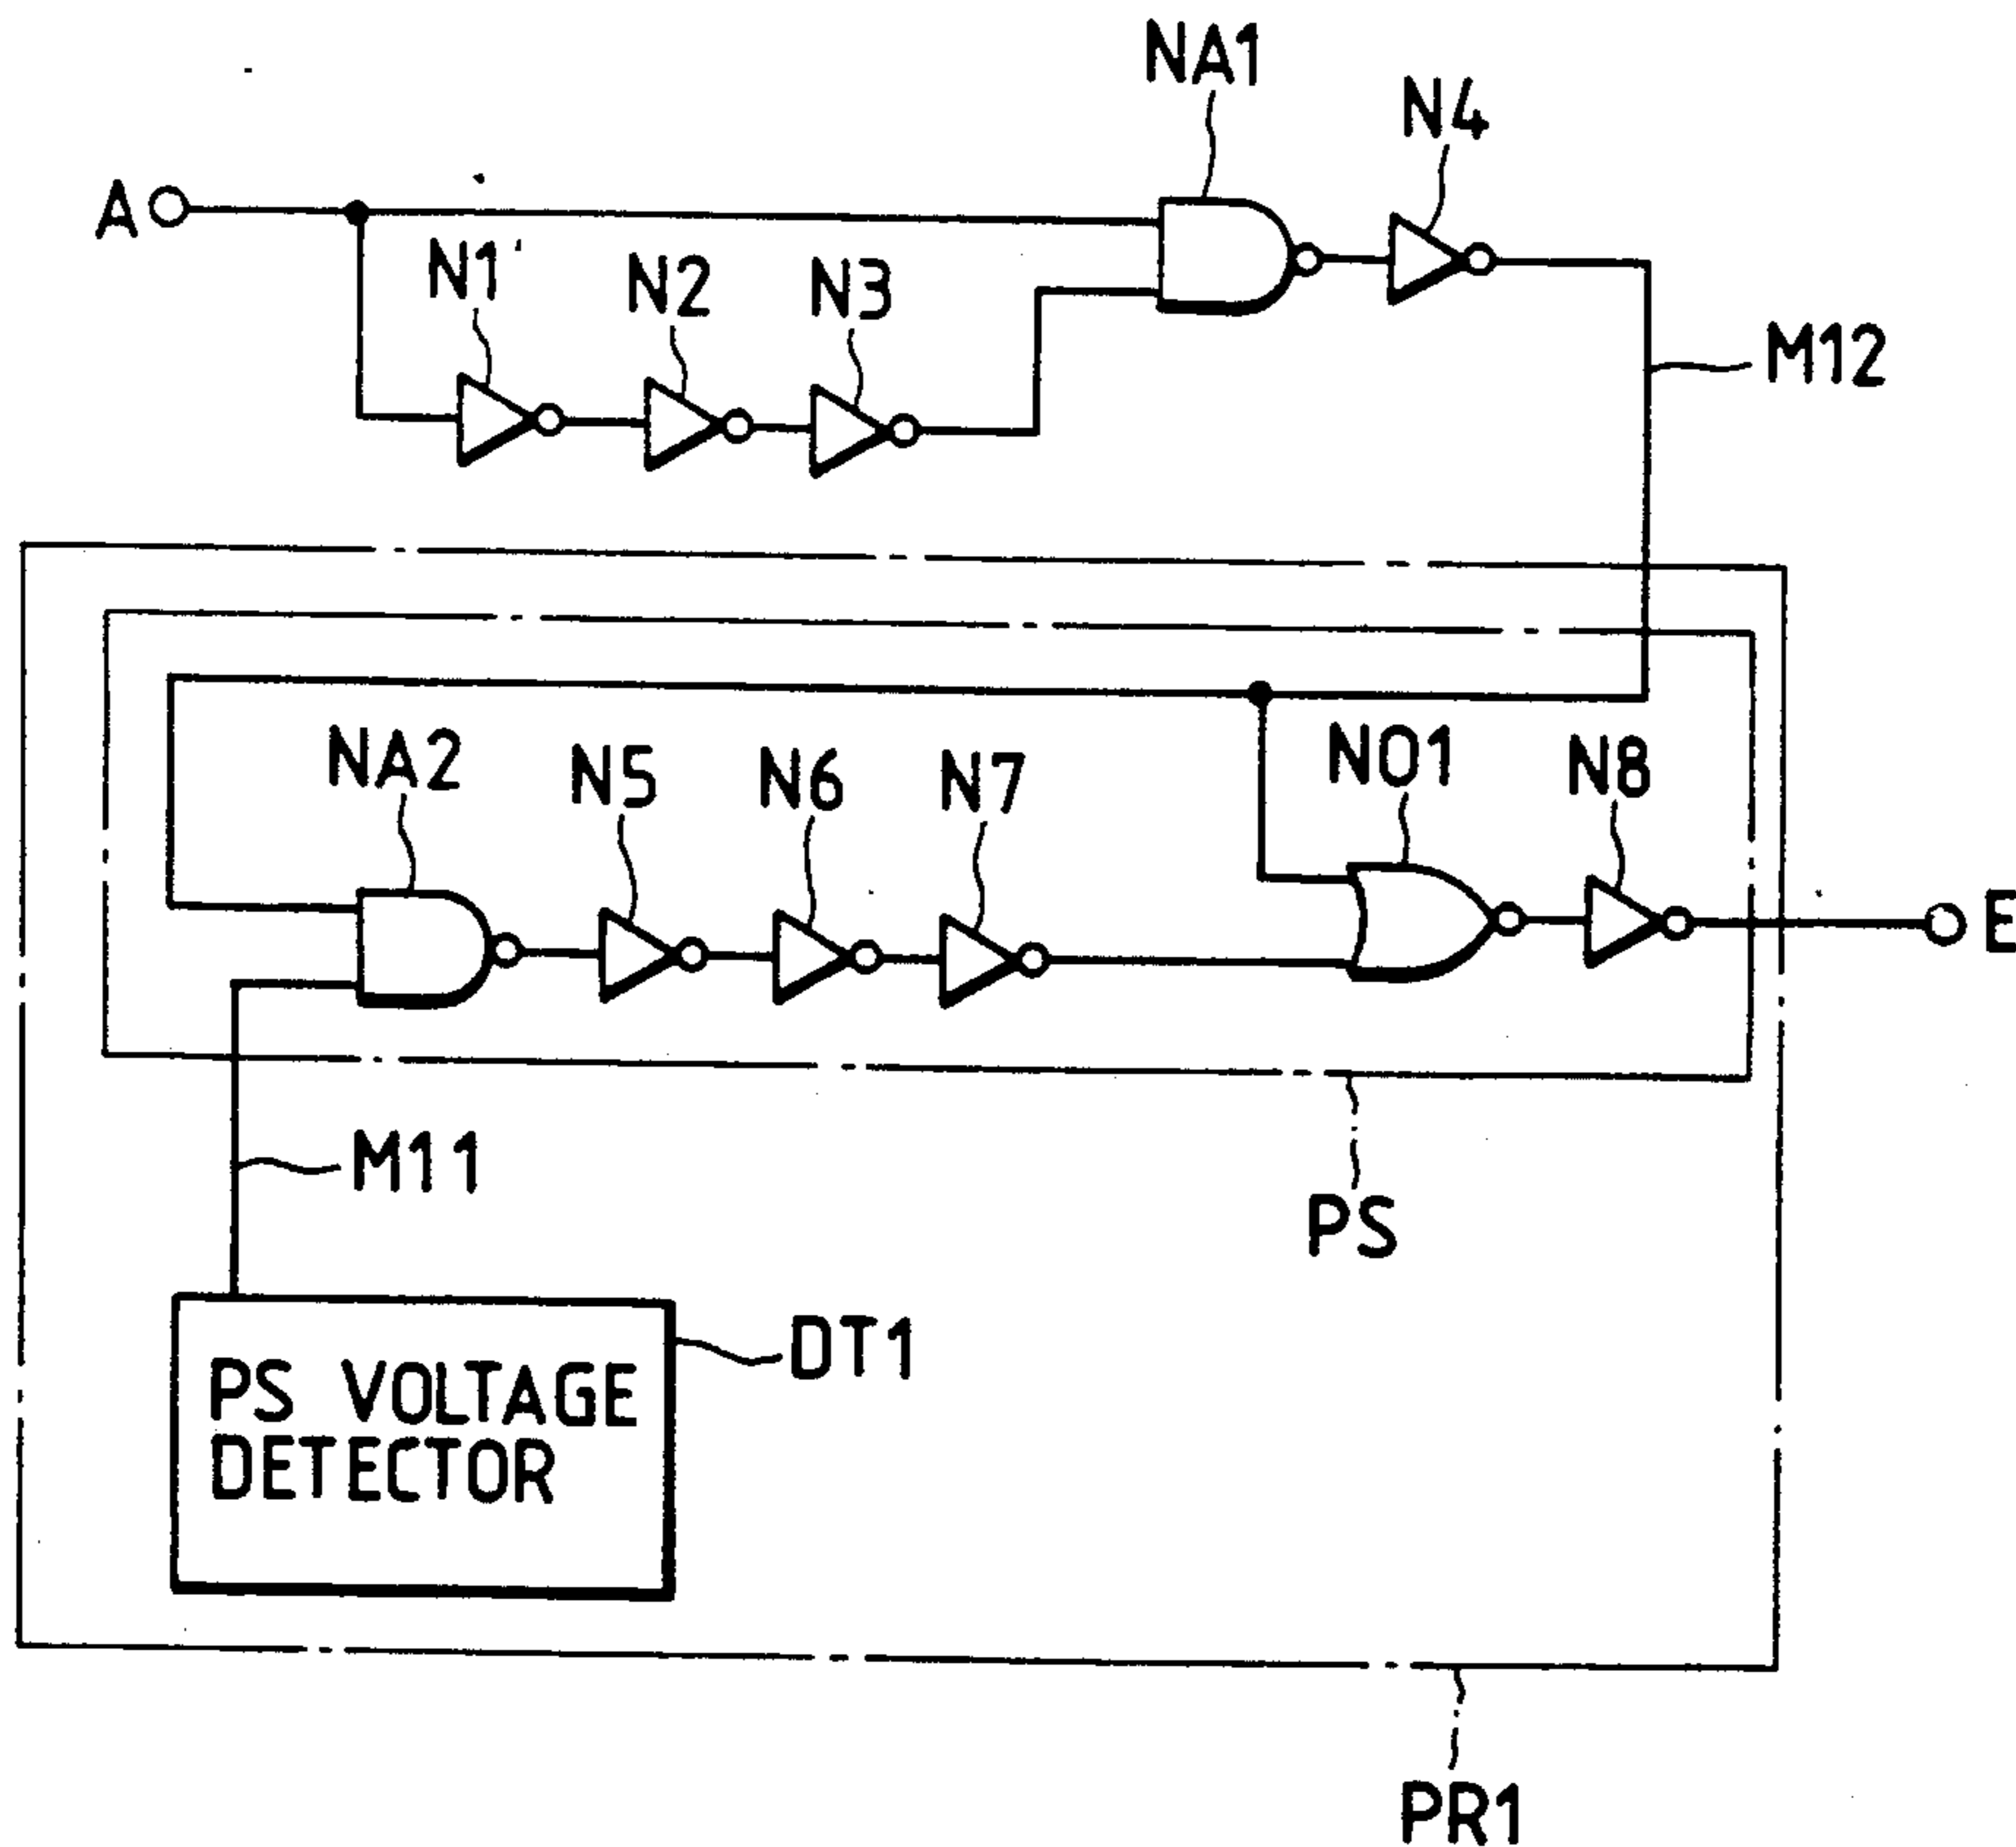 NA1
N4
A
N1
N2
N3
M12
NA2
N5
N6
N7
NO1
N8
E
M11
PS
DT1
PS VOLTAGE
DETECTOR
PR1